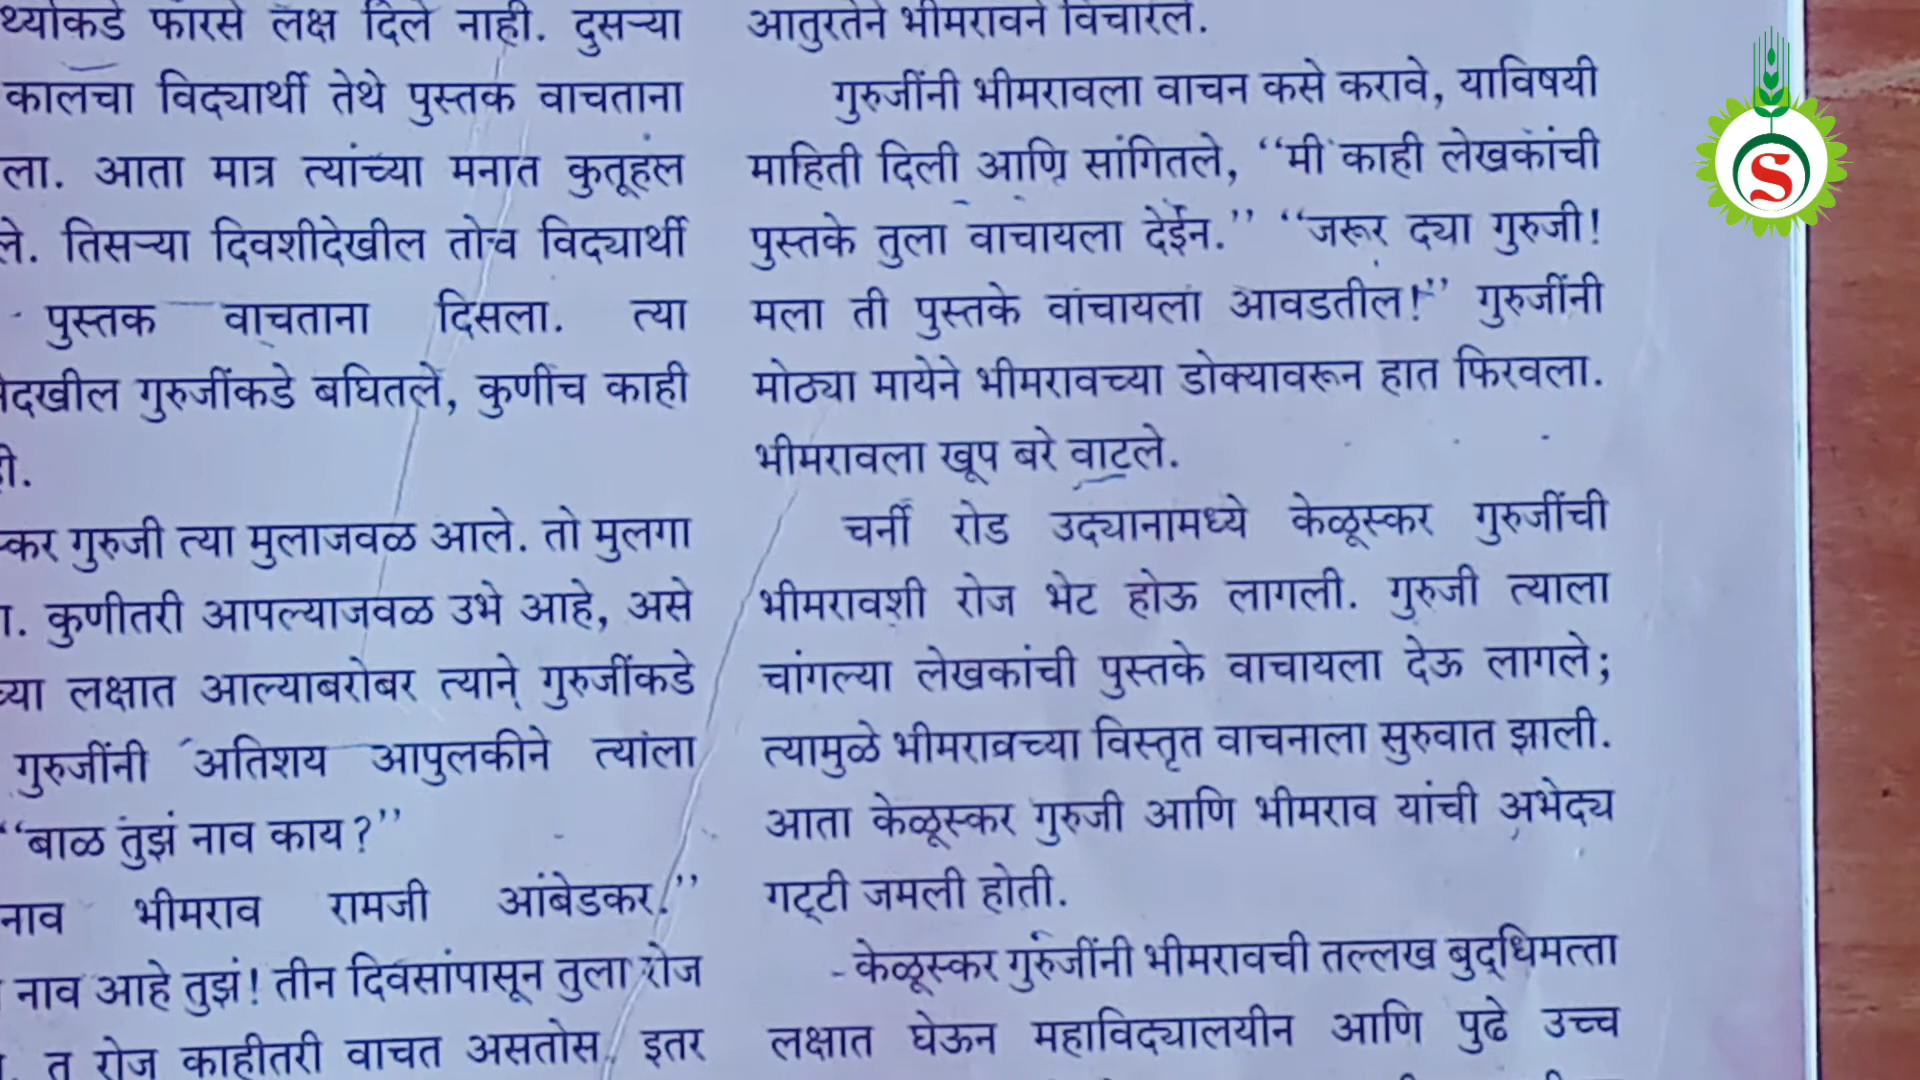 फारसे लक्ष दिले नाही. दुसऱ्या
कालचा विद्यार्थी तेथे पुस्तक वाचताना
ला. आता मात्र त्यांच्या मनात कुतूहल
ले. तिसऱ्या दिवशीदेखील तोच विद्यार्थी
पुस्तक वाचताना दिसला. त्या
गुरुजींकडे बघितले, कुणीच काही
स्कर गुरुजी त्या मुलाजवळ आले. तो मुलगा
कुणीतरी आपल्याजवळ उभे आहे, असे
च्या लक्षात आल्याबरोबर त्याने गुरुजींकडे
गुरुजींनी अतिशय आपुलकीने त्याला
“बाळ तुझं नाव काय?”
नाव भीमराव रामजी आंबेडकर.”
नाव आहे तुझं! तीन दिवसांपासून तुला रोज
तू रोज काहीतरी वाचत असतोस. इतर
आतुरतेने भीमरावने विचारले.
गुरुजींनी भीमरावला वाचन कसे करावे, याविषयी
माहिती दिली आणि सांगितले, “मी काही लेखकांची
पुस्तके तुला वाचायला देईन.” “जरूर द्या गुरुजी!
मला ती पुस्तके वाचायला आवडतील!” गुरुजींनी
मोठ्या मायेने भीमरावच्या डोक्यावरून हात फिरवला.
भीमरावला खूप बरे वाटले.
चर्नी रोड उद्यानामध्ये केळूस्कर गुरुजींची
भीमरावशी रोज भेट होऊ लागली. गुरुजी त्याला
चांगल्या लेखकांची पुस्तके वाचायला देऊ लागले;
त्यामुळे भीमरावच्या विस्तृत वाचनाला सुरुवात झाली.
आता केळूस्कर गुरुजी आणि भीमराव यांची अभेद्य
गट्टी जमली होती.
केळूस्कर गुरुजींनी भीमरावची तल्लख बुद्धिमत्ता
लक्षात घेऊन महाविद्यालयीन आणि पुढे उच्च
S